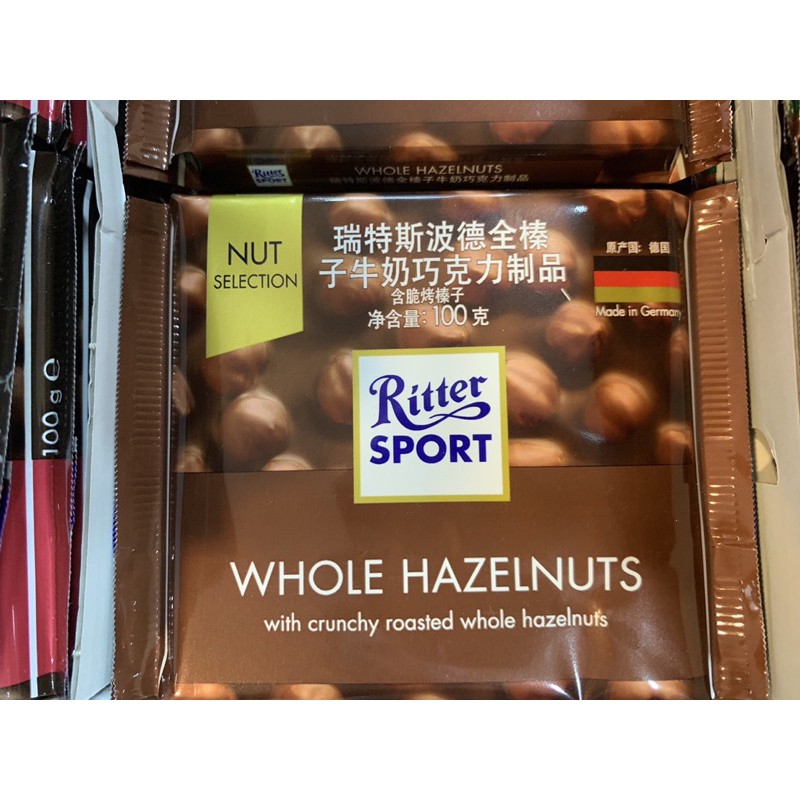 WHOLE HAZELNUTS
瑞特斯波德全榛子牛奶巧克力制品
NUT
SELECTION
瑞特斯波德全榛
子牛奶巧克力制品
含脆烤榛子
净含量:100 克
原产国: 德国
Made in Germany
Ritter
SPORT
WHOLE HAZELNUTS
with crunchy roasted whole hazelnuts
100 g e